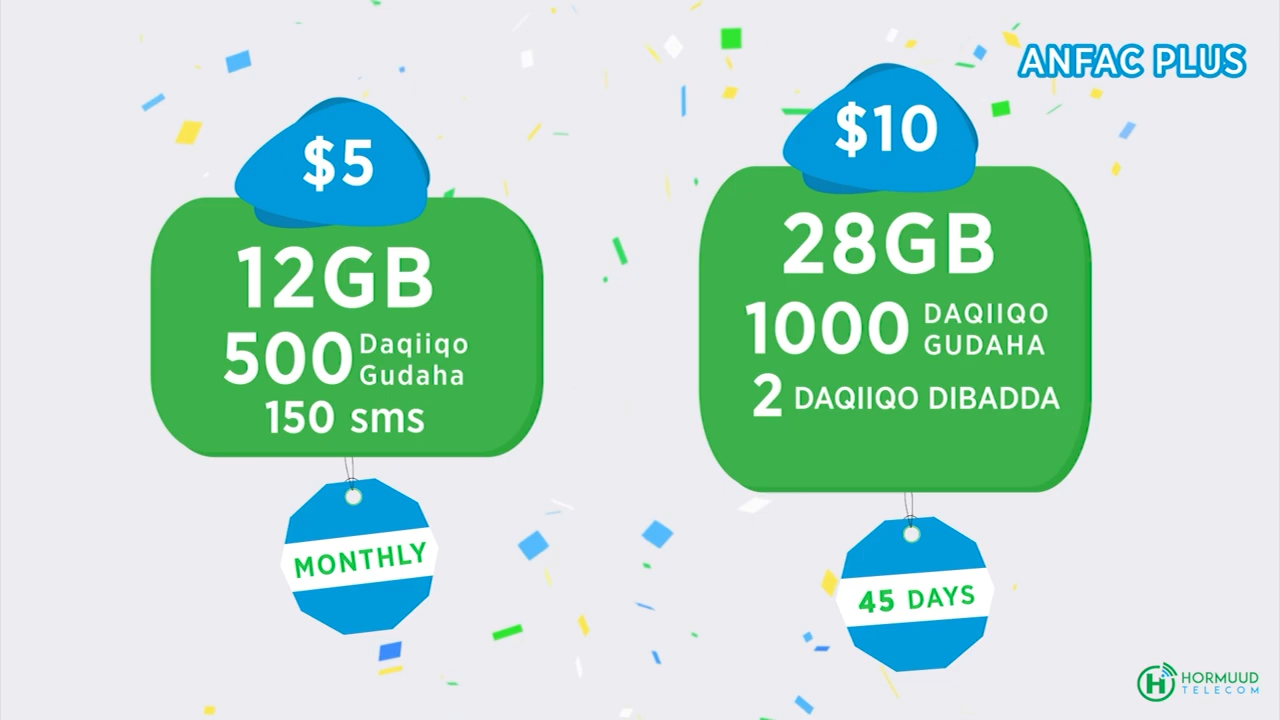 ANFAC PLUS
$5
12GB
500 Daqiiqo
Gudaha
150 sms
MONTHLY
$10
28GB
1000 DAQIIQO
GUDAHA
2 DAQIIQO DIBADDA
45 DAYS
HORMUUD
TELECOM